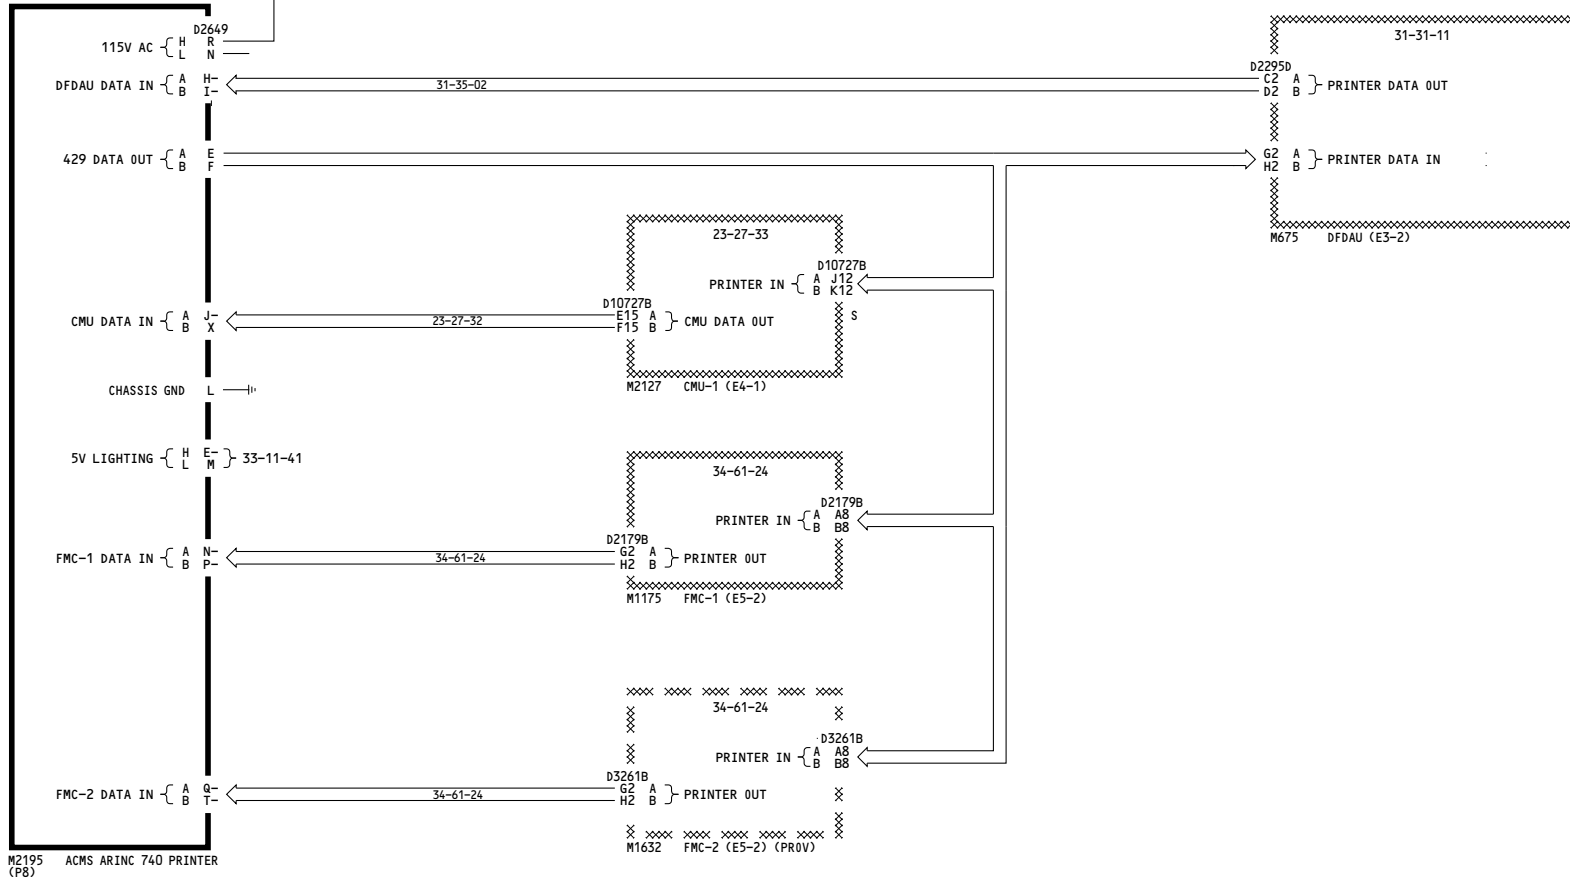 D2649
115V AC H R
L N
DFDAU DATA IN A H-
B I-
31-35-02
429 DATA OUT A E
B F
CMU DATA IN A J-
B X
23-27-32
CHASSIS GND L
5V LIGHTING H E-
L M
33-11-41
FMC-1 DATA IN A N-
B P-
34-61-24
FMC-2 DATA IN A Q-
B T-
34-61-24
M2195 ACMS ARINC 740 PRINTER
(P8)
23-27-33
D10727B
PRINTER IN A J12
B K12
S
D10727B
E15 A CMU DATA OUT
F15 B
M2127 CMU-1 (E4-1)
34-61-24
D2179B
PRINTER IN A A8
B B8
D2179B
G2 A PRINTER OUT
H2 B
M1175 FMC-1 (E5-2)
34-61-24
D3261B
PRINTER IN A A8
B B8
D3261B
G2 A PRINTER OUT
H2 B
M1632 FMC-2 (E5-2) (PROV)
31-31-11
D2295D
C2 A PRINTER DATA OUT
D2 B
G2 A PRINTER DATA IN
H2 B
M675 DFDAU (E3-2)